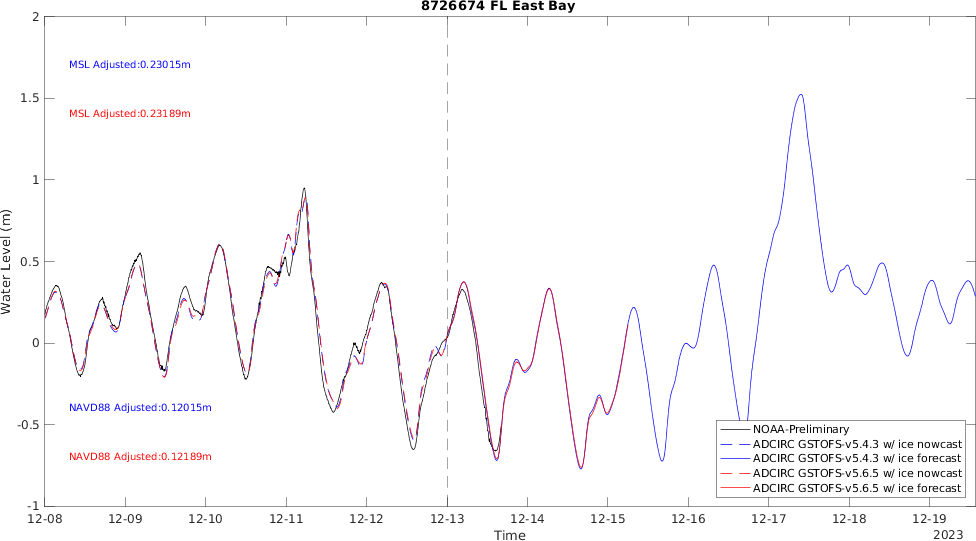 8726674 FL East Bay
2
1.5
1
0.5
0
-0.5
-1
Water Level (m)
MSL Adjusted:0.23015m
MSL Adjusted:0.23189m
NAVD88 Adjusted:0.12015m
NAVD88 Adjusted:0.12189m
NOAA-Preliminary
ADCIRC GSTOFS-v5.4.3 w/ ice nowcast
ADCIRC GSTOFS-v5.4.3 w/ ice forecast
ADCIRC GSTOFS-v5.6.5 w/ ice nowcast
ADCIRC GSTOFS-v5.6.5 w/ ice forecast
12-08 12-09 12-10 12-11 12-12 12-13 12-14 12-15 12-16 12-17 12-18 12-19
Time
2023